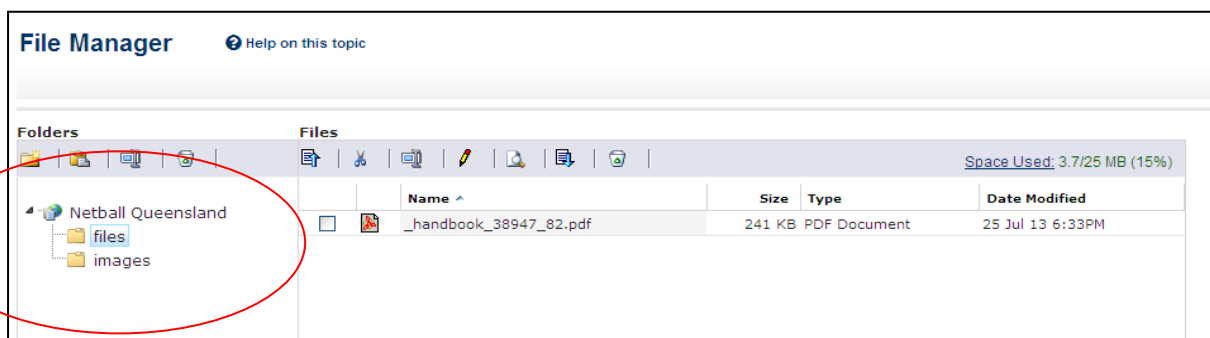 File Manager Help on this topic
Folders Files
Space Used: 3.7/25 MB (15%)
Name Size Type Date Modified
Netball Queensland
_handbook_38947_82.pdf 241 KB PDF Document 25 Jul 13 6:33PM
files
images